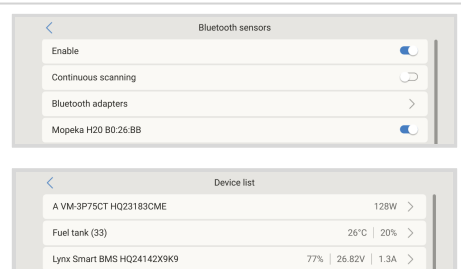 Bluetooth sensors
Enable
Continuous scanning
Bluetooth adapters
Mopeka H20 B0:26:BB
Device list
A VM-3P75CT HQ23183CME 128W
Fuel tank (33) 26°C 20%
Lynx Smart BMS HQ24142X9K9 77% 26.82V 1.3A